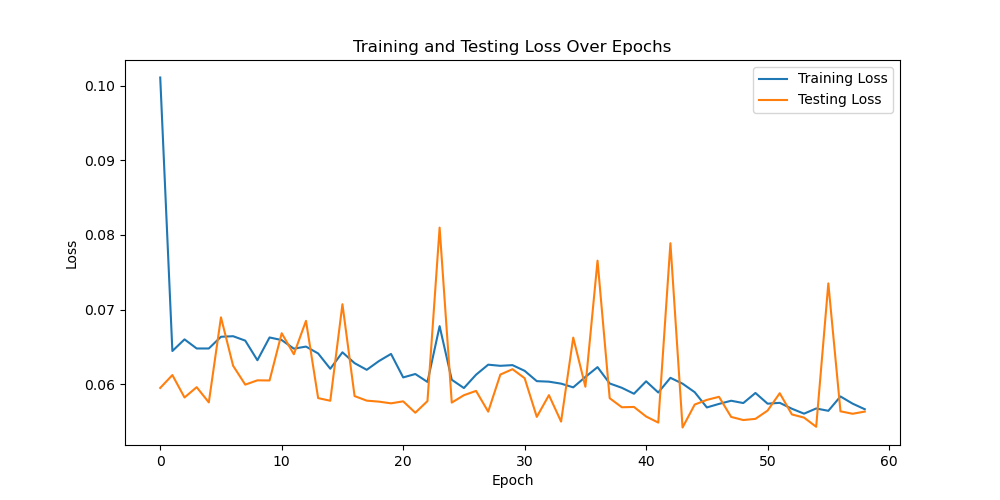 Training and Testing Loss Over Epochs
Training Loss
Testing Loss
0.10
0.09
0.08
0.07
0.06
Loss
0 10 20 30 40 50 60
Epoch